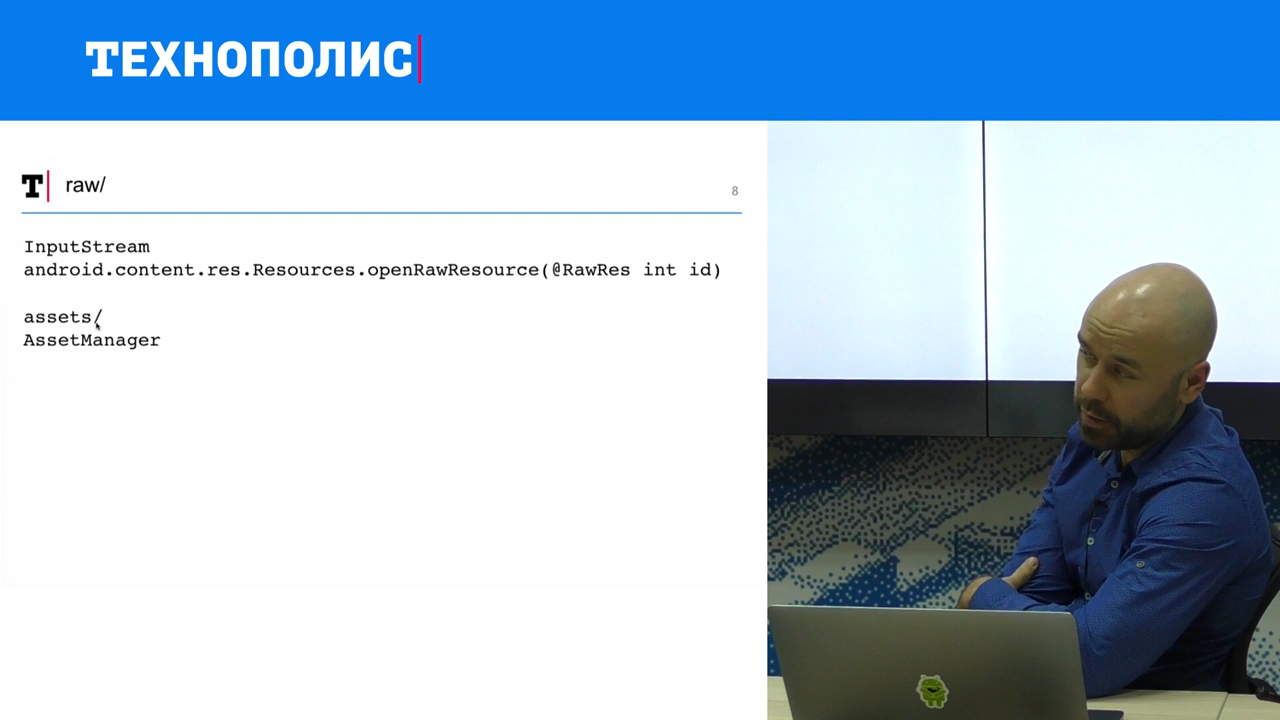 ТЕХНОПОЛИС
T raw/
8
InputStream
android.content.res.Resources.openRawResource(@RawRes int id)
assets/
AssetManager